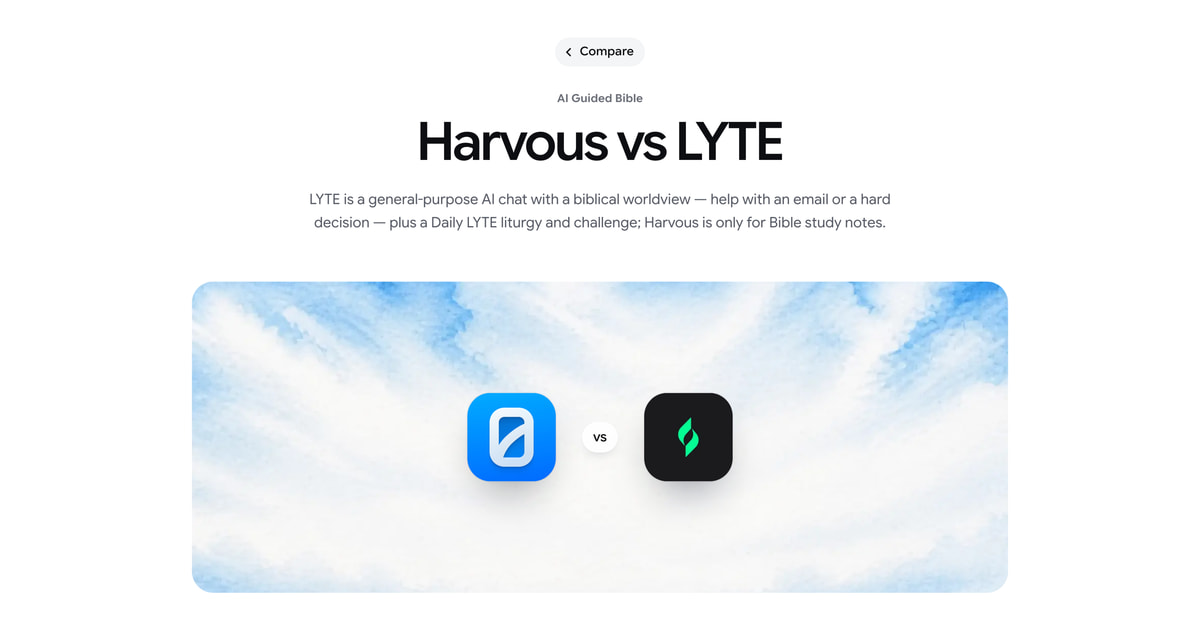 Compare
AI Guided Bible
Harvous vs LYTE
LYTE is a general-purpose AI chat with a biblical worldview — help with an email or a hard
decision — plus a Daily LYTE liturgy and challenge; Harvous is only for Bible study notes.
VS